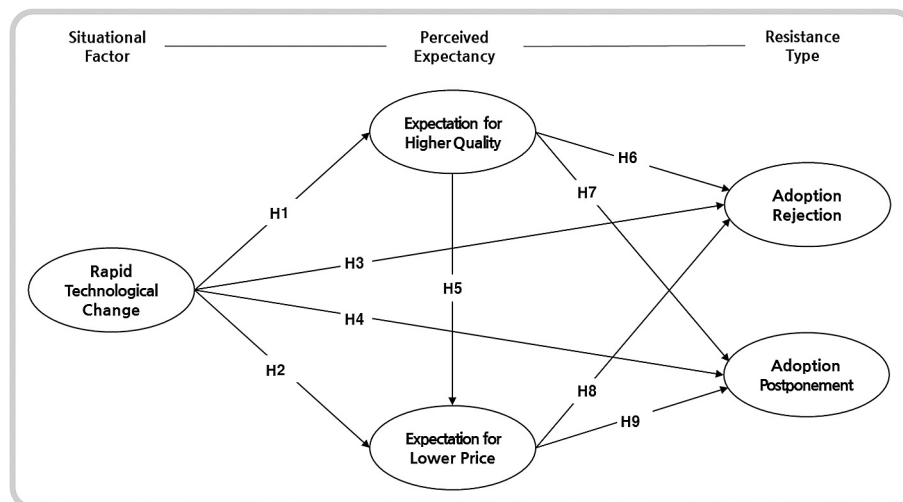 Situational
Factor
Perceived
Expectancy
Resistance
Type
Expectation for
Higher Quality
H6
H7
Adoption
Rejection
H1
H3
Rapid
Technological
Change
H5
H4
H2
Adoption
Postponement
H8
H9
Expectation for
Lower Price